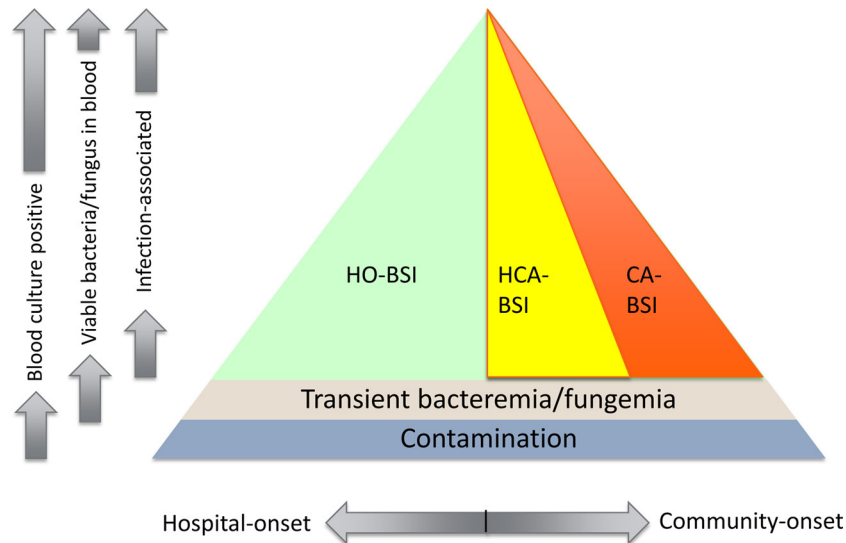 Blood culture positive
Viable bacteria/fungus in blood
Infection-associated
HO-BSI
HCA-
BSI
CA-
BSI
Transient bacteremia/fungemia
Contamination
Hospital-onset
Community-onset